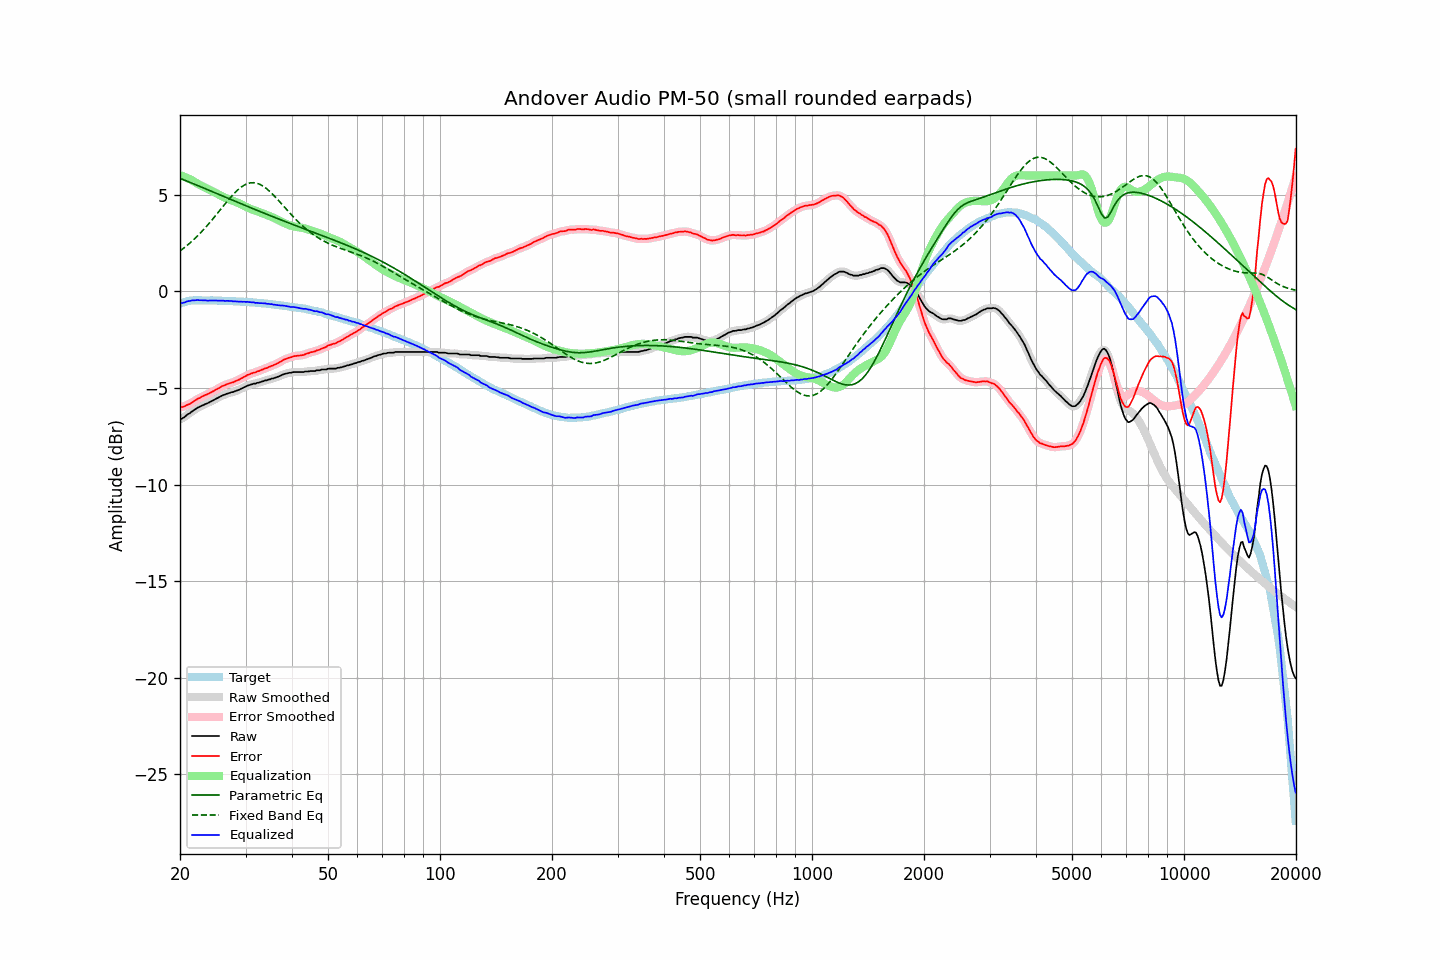 Andover Audio PM-50 (small rounded earpads)
Amplitude (dBr)
5
0
−5
−10
−15
−20
−25
Target
Raw Smoothed
Error Smoothed
Raw
Error
Equalization
Parametric Eq
Fixed Band Eq
Equalized
20 50 100 200 500 1000 2000 5000 10000 20000
Frequency (Hz)